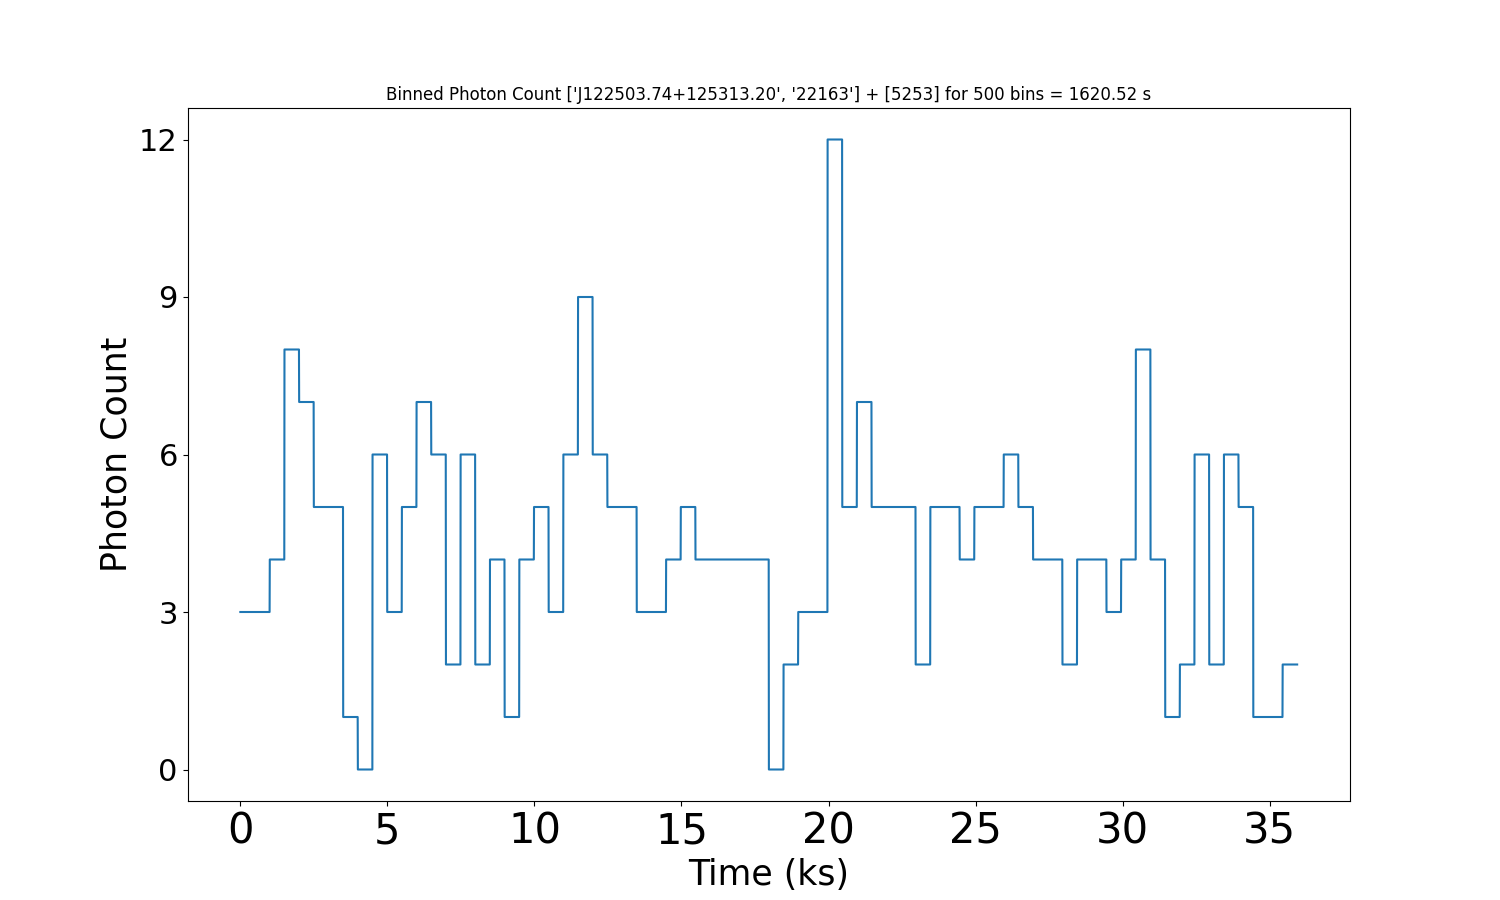 Binned Photon Count ['J122503.74+125313.20', '22163'] + [5253] for 500 bins = 1620.52 s
12
9
6
3
0
Photon Count
0 5 10 15 20 25 30 35
Time (ks)